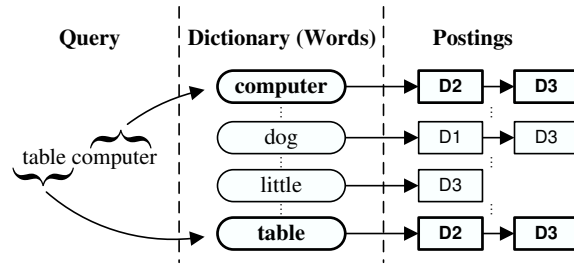 Query Dictionary (Words) Postings
computer D2 D3
dog D1 D3
table computer
little D3
table D2 D3